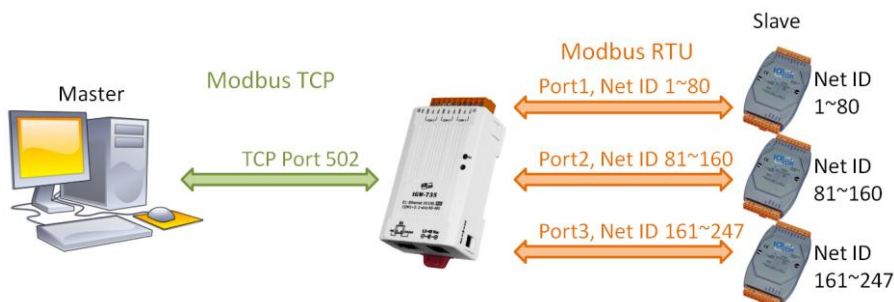 Slave
Modbus RTU
Modbus TCP
Master
Port1, Net ID 1~80
Net ID
1~80
TCP Port 502
Port2, Net ID 81~160
Net ID
81~160
Port3, Net ID 161~247
Net ID
161~247